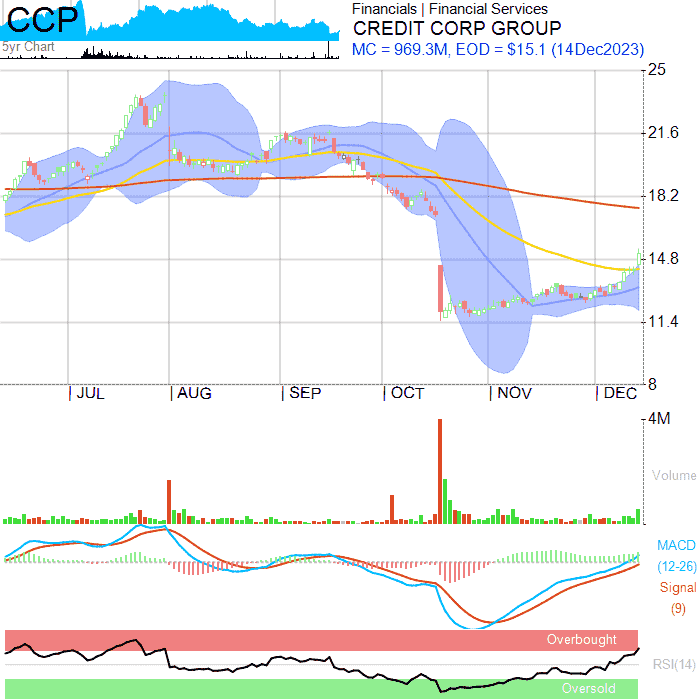 CCP
5yr Chart
Financials | Financial Services
CREDIT CORP GROUP
MC = 969.3M, EOD = $15.1 (14Dec2023)
25
21.6
18.2
14.8
11.4
8
JUL AUG SEP OCT NOV DEC
4M
Volume
MACD
(12-26)
Signal
(9)
Overbought
RSI(14)
Oversold